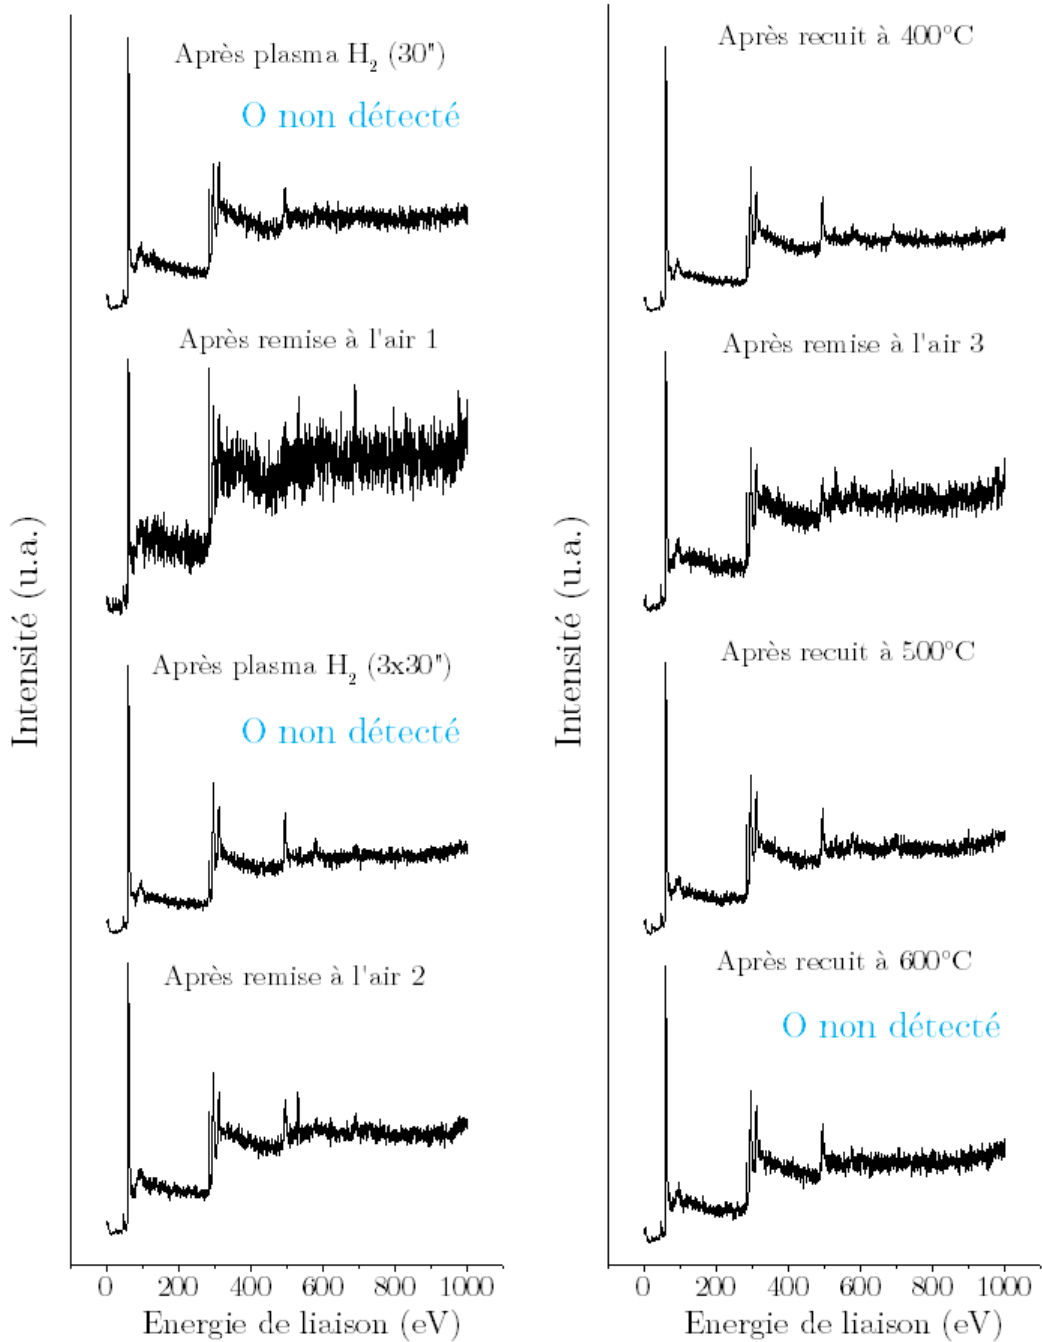 Après plasma H₂ (30")
O non détecté
Après remise à l'air 1
Après plasma H₂ (3x30")
O non détecté
Après remise à l'air 2
Intensité (u.a.)
0 200 400 600 800 1000
Energie de liaison (eV)
Après recuit à 400°C
Après remise à l'air 3
Après recuit à 500°C
Après recuit à 600°C
O non détecté
Intensité (u.a.)
0 200 400 600 800 1000
Energie de liaison (eV)